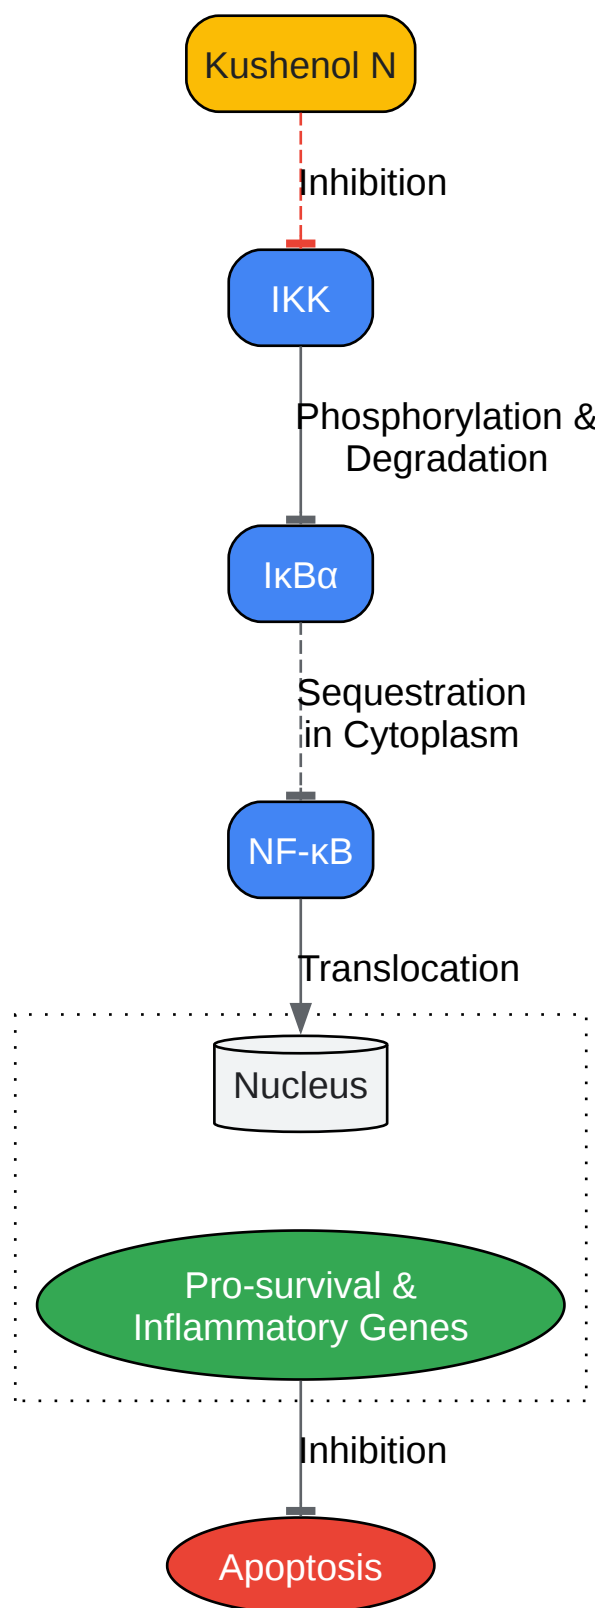 Kushenol N
Inhibition
IKK
Phosphorylation &
Degradation
IκBα
Sequestration
in Cytoplasm
NF-κB
Translocation
Nucleus
Pro-survival &
Inflammatory Genes
Inhibition
Apoptosis